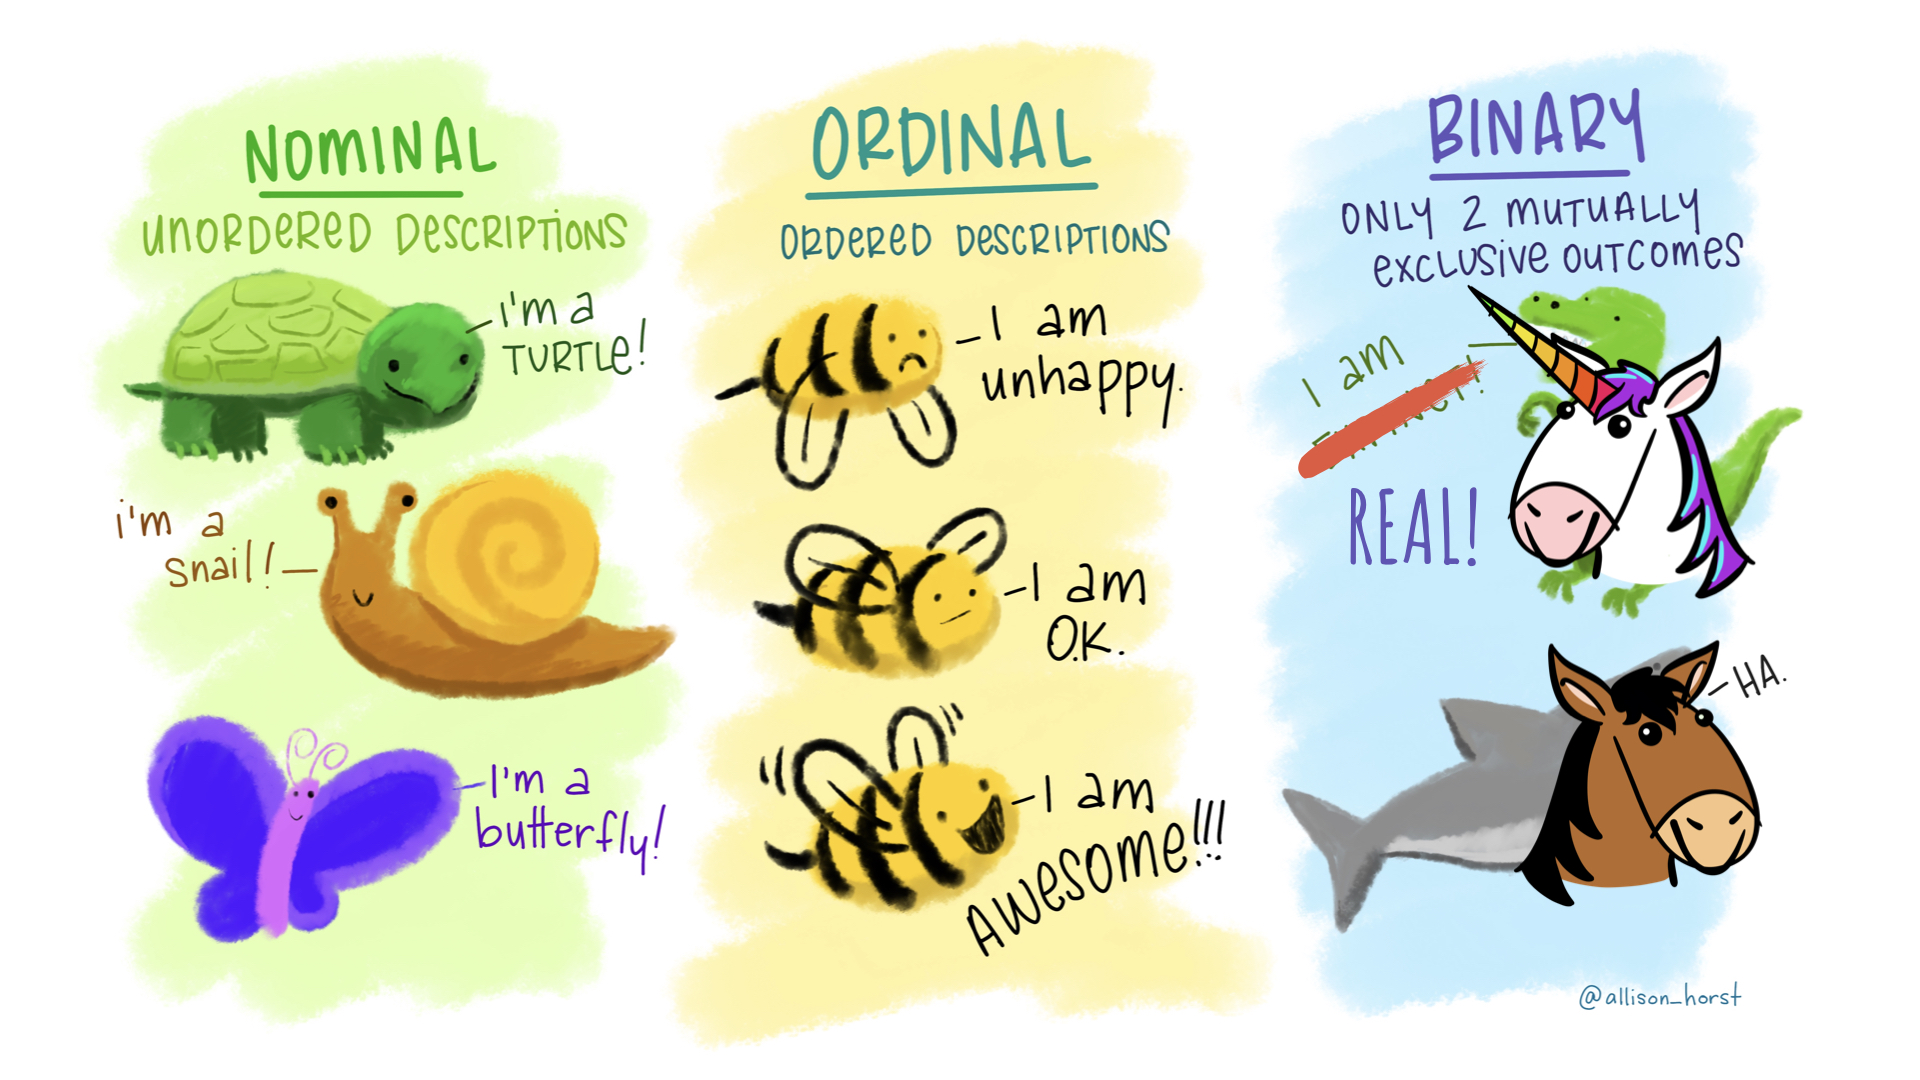 NOMINAL
UNORDERED DESCRIPTIONS
i'm a
TURTLE!
i'm a
snail!
I'm a
butterfly!
ORDINAL
ORDERED DESCRIPTIONS
I am
unhappy.
I am
O.K.
I am
AWESOME!!!
BINARY
ONLY 2 MUTUALLY
EXCLUSIVE OUTCOMES
I am
REAL!
HA.
@allison_horst